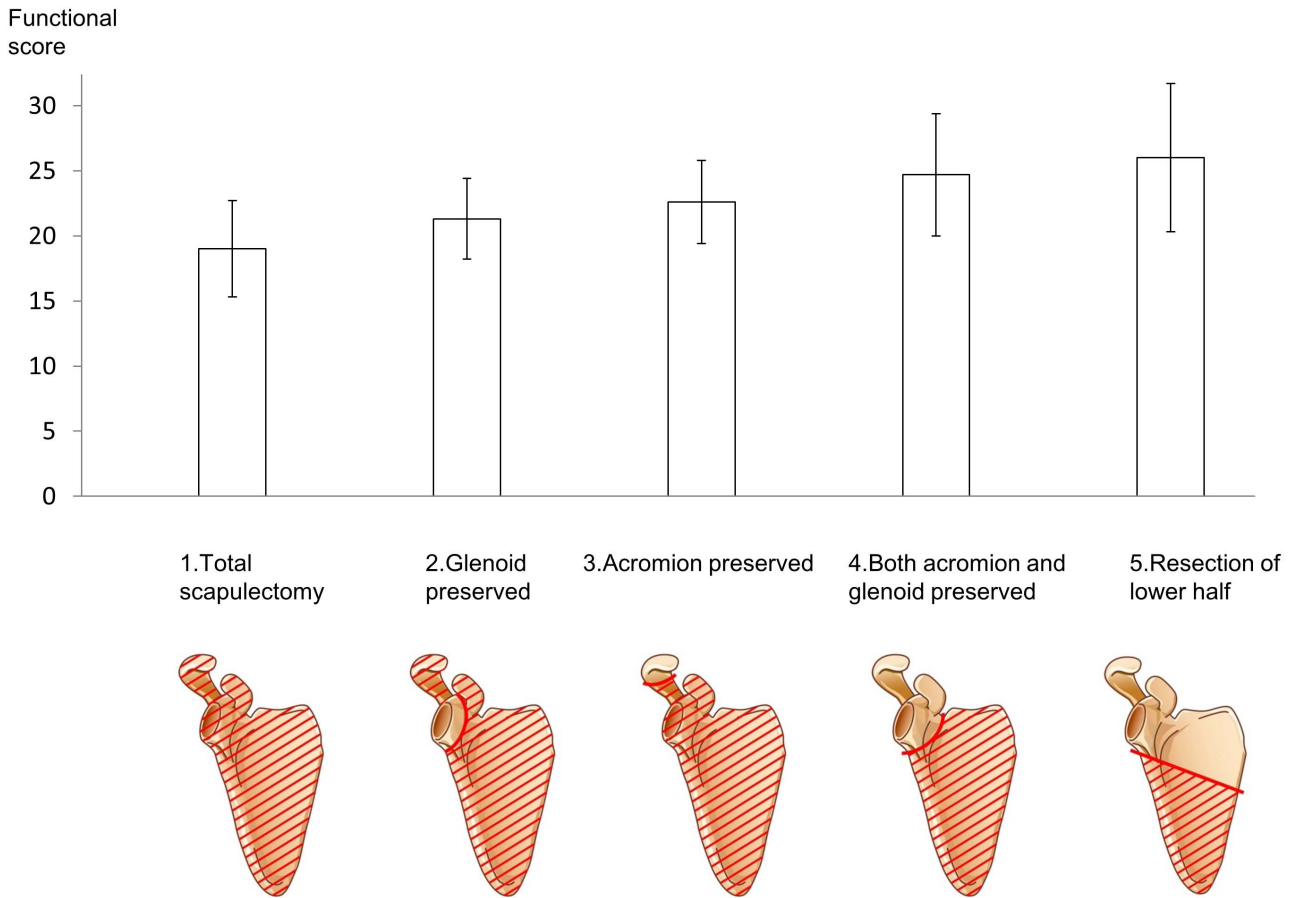 Functional
score
30
25
20
15
10
5
0
1.Total
scapulectomy
2.Glenoid
preserved
3.Acromion preserved
4.Both acromion and
glenoid preserved
5.Resection of
lower half